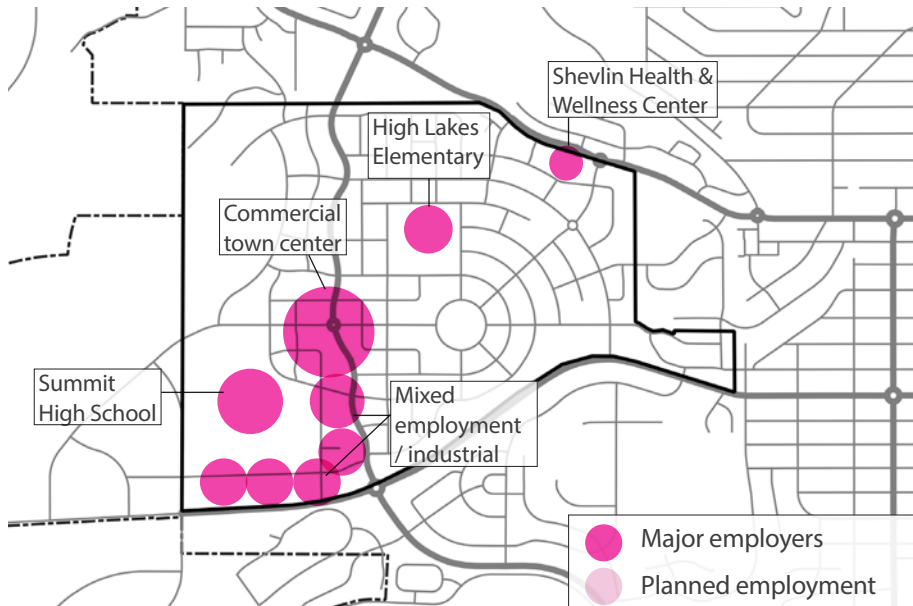 Shevlin Health &
Wellness Center
High Lakes
Elementary
Commercial
town center
Summit
High School
Mixed
employment
/ industrial
Major employers
Planned employment